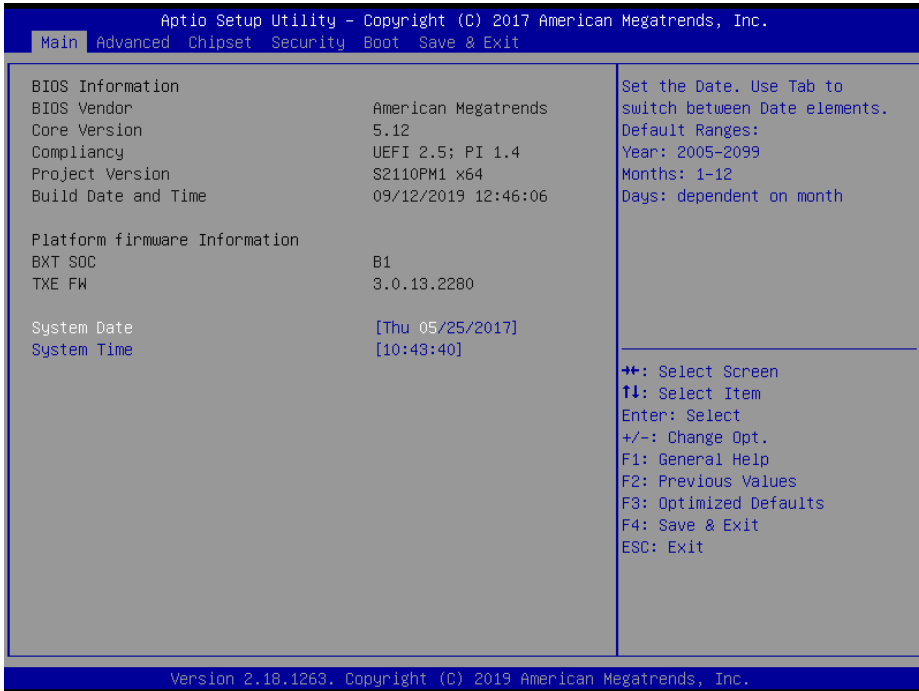 Aptio Setup Utility – Copyright (C) 2017 American Megatrends, Inc.
Main Advanced Chipset Security Boot Save & Exit
BIOS Information
BIOS Vendor American Megatrends
Core Version 5.12
Compliancy UEFI 2.5; PI 1.4
Project Version S2110PM1 x64
Build Date and Time 09/12/2019 12:46:06
Platform firmware Information
BXT SOC B1
TXE FW 3.0.13.2280
System Date [Thu 05/25/2017]
System Time [10:43:40]
Set the Date. Use Tab to
switch between Date elements.
Default Ranges:
Year: 2005-2099
Months: 1-12
Days: dependent on month
→←: Select Screen
↑↓: Select Item
Enter: Select
+/-: Change Opt.
F1: General Help
F2: Previous Values
F3: Optimized Defaults
F4: Save & Exit
ESC: Exit
Version 2.18.1263. Copyright (C) 2019 American Megatrends, Inc.